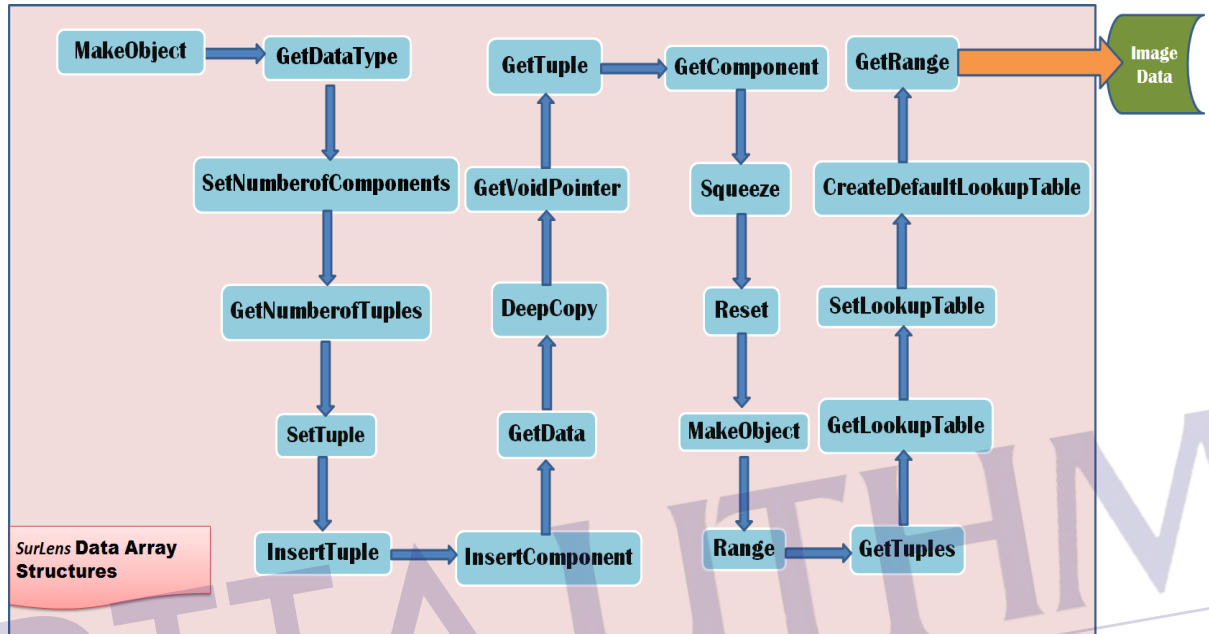 MakeObject
GetDataType
SetNumberofComponents
GetNumberofTuples
SetTuple
InsertTuple
InsertComponent
GetData
DeepCopy
GetVoidPointer
GetTuple
GetComponent
Squeeze
Reset
MakeObject
Range
GetTuples
GetLookupTable
SetLookupTable
CreateDefaultLookupTable
GetRange
Image
Data
SurLens Data Array
Structures